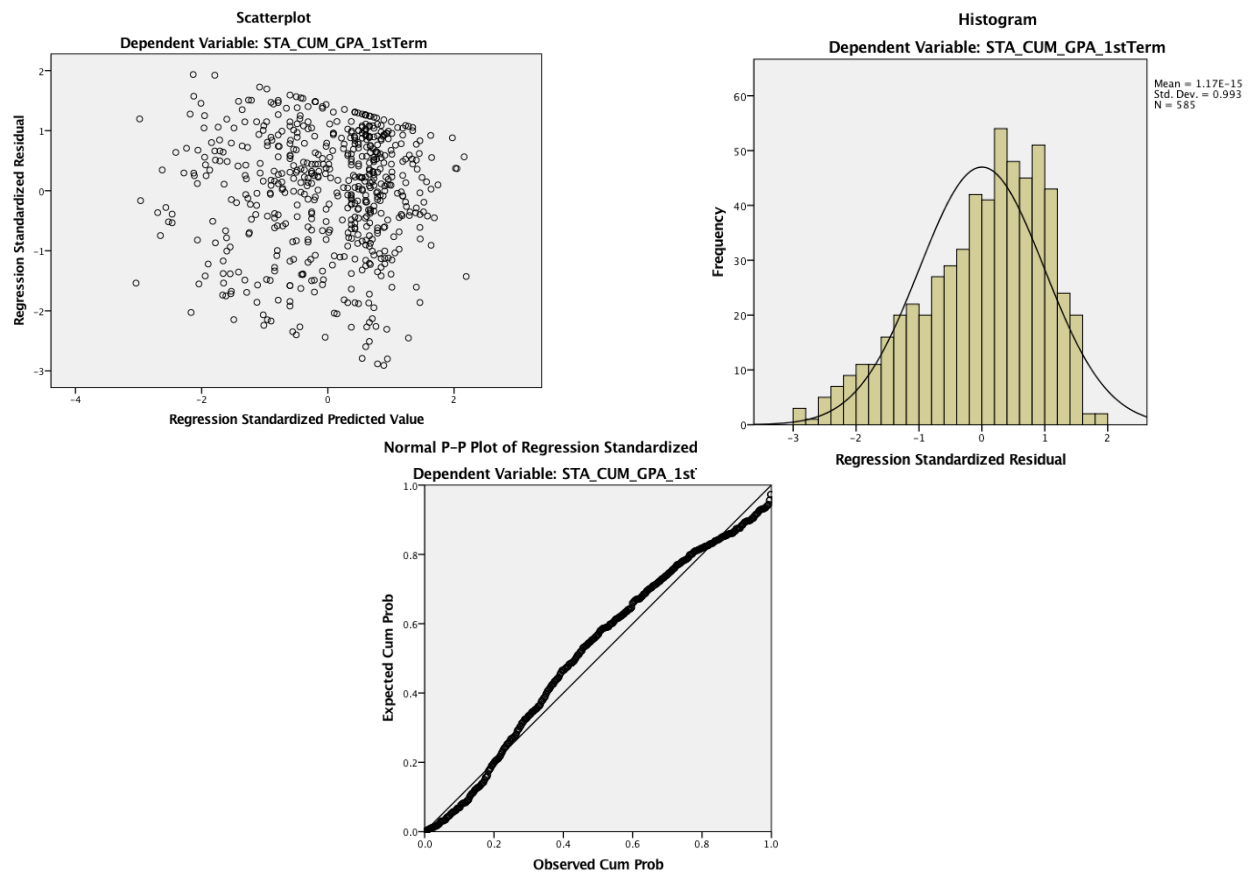 Scatterplot
Dependent Variable: STA_CUM_GPA_1stTerm
Regression Standardized Residual
2
1
0
-1
-2
-3
-4
-2
0
2
Regression Standardized Predicted Value
Histogram
Dependent Variable: STA_CUM_GPA_1stTerm
Mean = 1.17E-15
Std. Dev. = 0.993
N = 585
Frequency
60
50
40
30
20
10
0
-3
-2
-1
0
1
2
Regression Standardized Residual
Normal P-P Plot of Regression Standardized
Dependent Variable: STA_CUM_GPA_1st
Expected Cum Prob
1.0
0.8
0.6
0.4
0.2
0.0
0.0
0.2
0.4
0.6
0.8
1.0
Observed Cum Prob